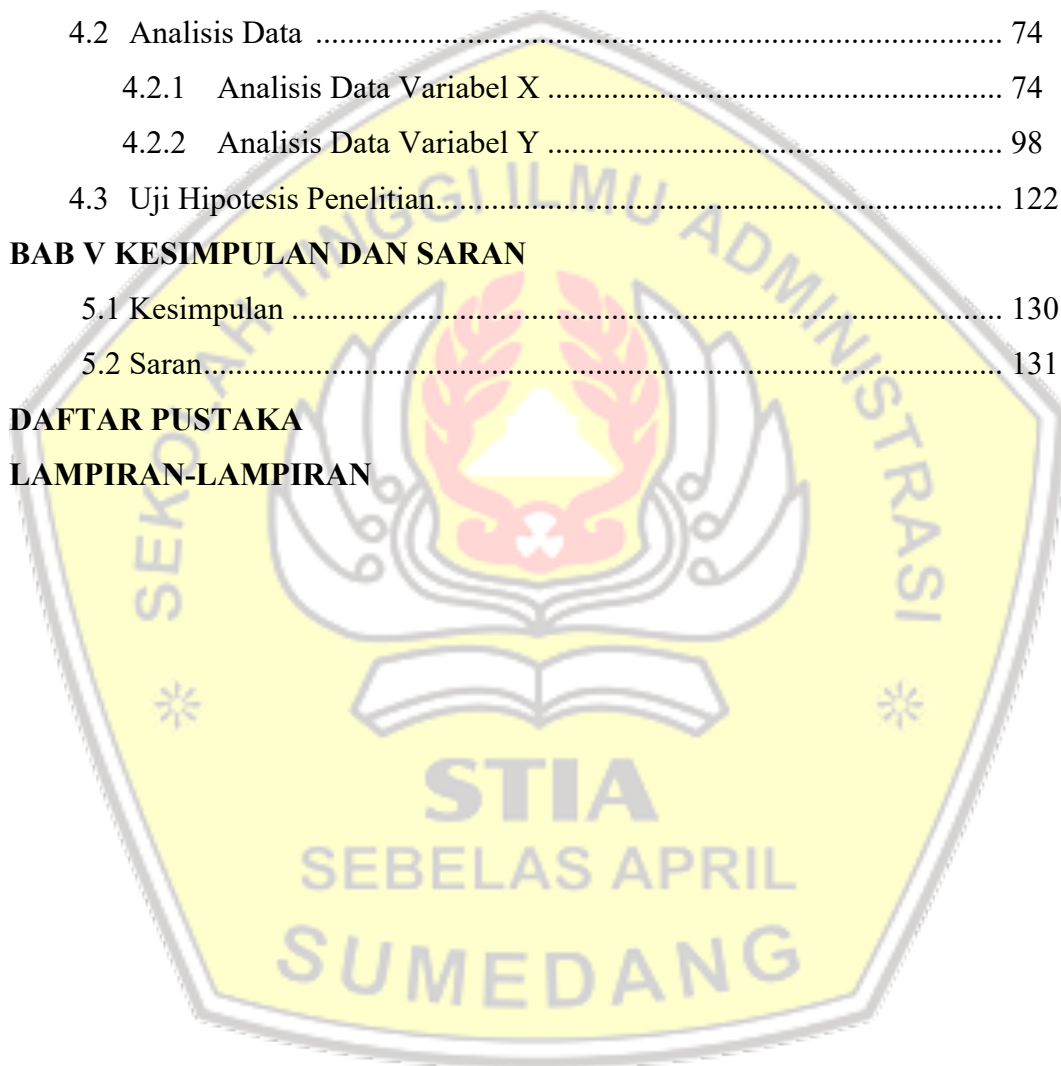 4.2 Analisis Data ........................................................................................ 74
4.2.1 Analisis Data Variabel X ......................................................... 74
4.2.2 Analisis Data Variabel Y ......................................................... 98
4.3 Uji Hipotesis Penelitian....................................................................... 122
BAB V KESIMPULAN DAN SARAN
5.1 Kesimpulan ......................................................................................... 130
5.2 Saran.................................................................................................... 131
DAFTAR PUSTAKA
LAMPIRAN-LAMPIRAN
SEKOLAH TINGGI ILMU ADMINISTRASI
STIA
SEBELAS APRIL
SUMEDANG